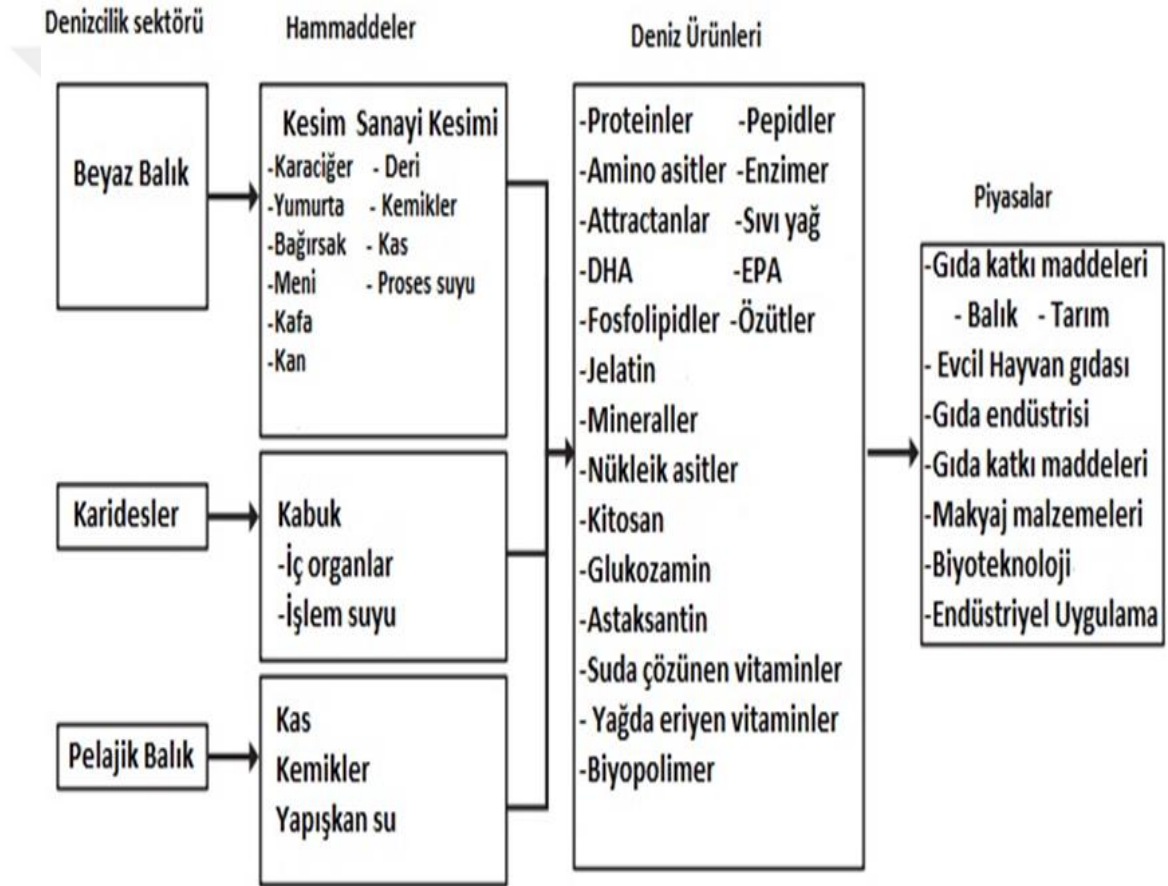 Denizcilik sektörü
Hammaddeler
Deniz Ürünleri
Beyaz Balık
Kesim Sanayi Kesimi
-Karaciğer - Deri
-Yumurta - Kemikler
-Bağırsak - Kas
-Meni - Proses suyu
-Kafa
-Kan
Karidesler
Kabuk
-İç organlar
-İşlem suyu
Pelajik Balık
Kas
Kemikler
Yapışkan su
-Proteinler -Pepidler
-Amino asitler -Enzimer
-Attractanlar -Sıvı yağ
-DHA -EPA
-Fosfolipidler -Özütler
-Jelatin
-Mineraller
-Nükleik asitler
-Kitosan
-Glukozamin
-Astaksantin
-Suda çözünen vitaminler
- Yağda eriyen vitaminler
-Biyopolimer
Piyasalar
-Gıda katkı maddeleri
- Balık - Tarım
- Evcil Hayvan gıdası
-Gıda endüstrisi
-Gıda katkı maddeleri
-Makyaj malzemeleri
-Biyoteknoloji
-Endüstriyel Uygulama